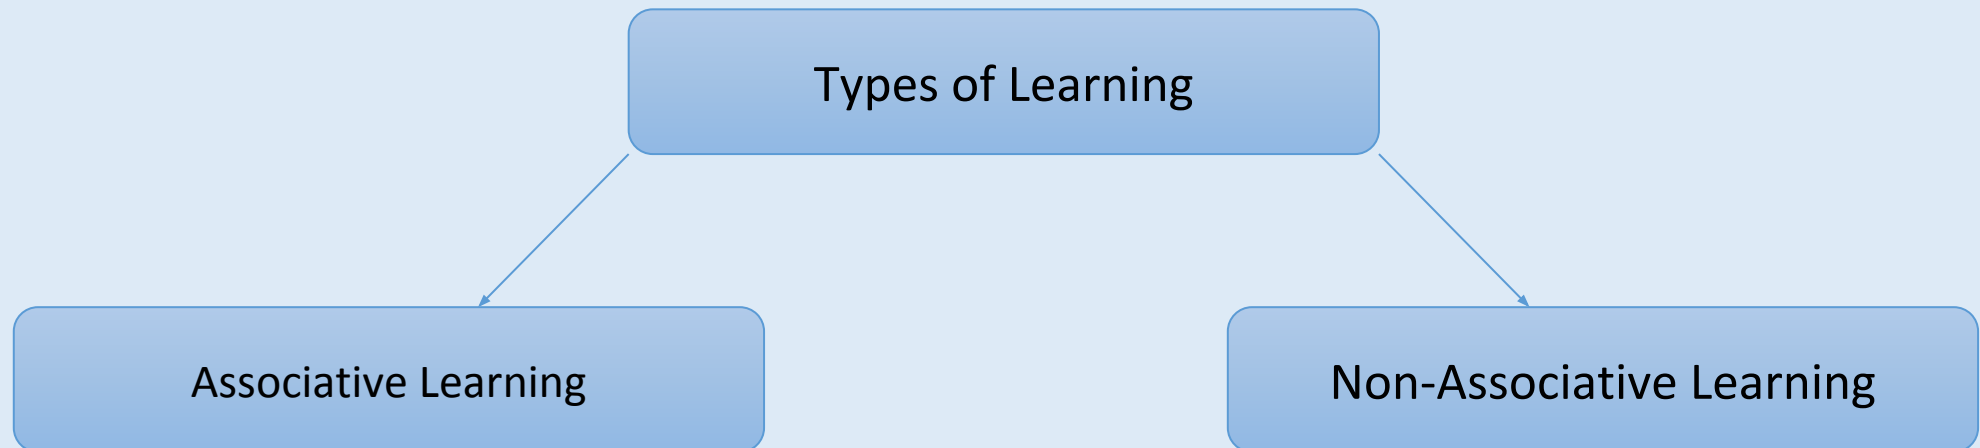 Types of Learning
Associative Learning
Non-Associative Learning